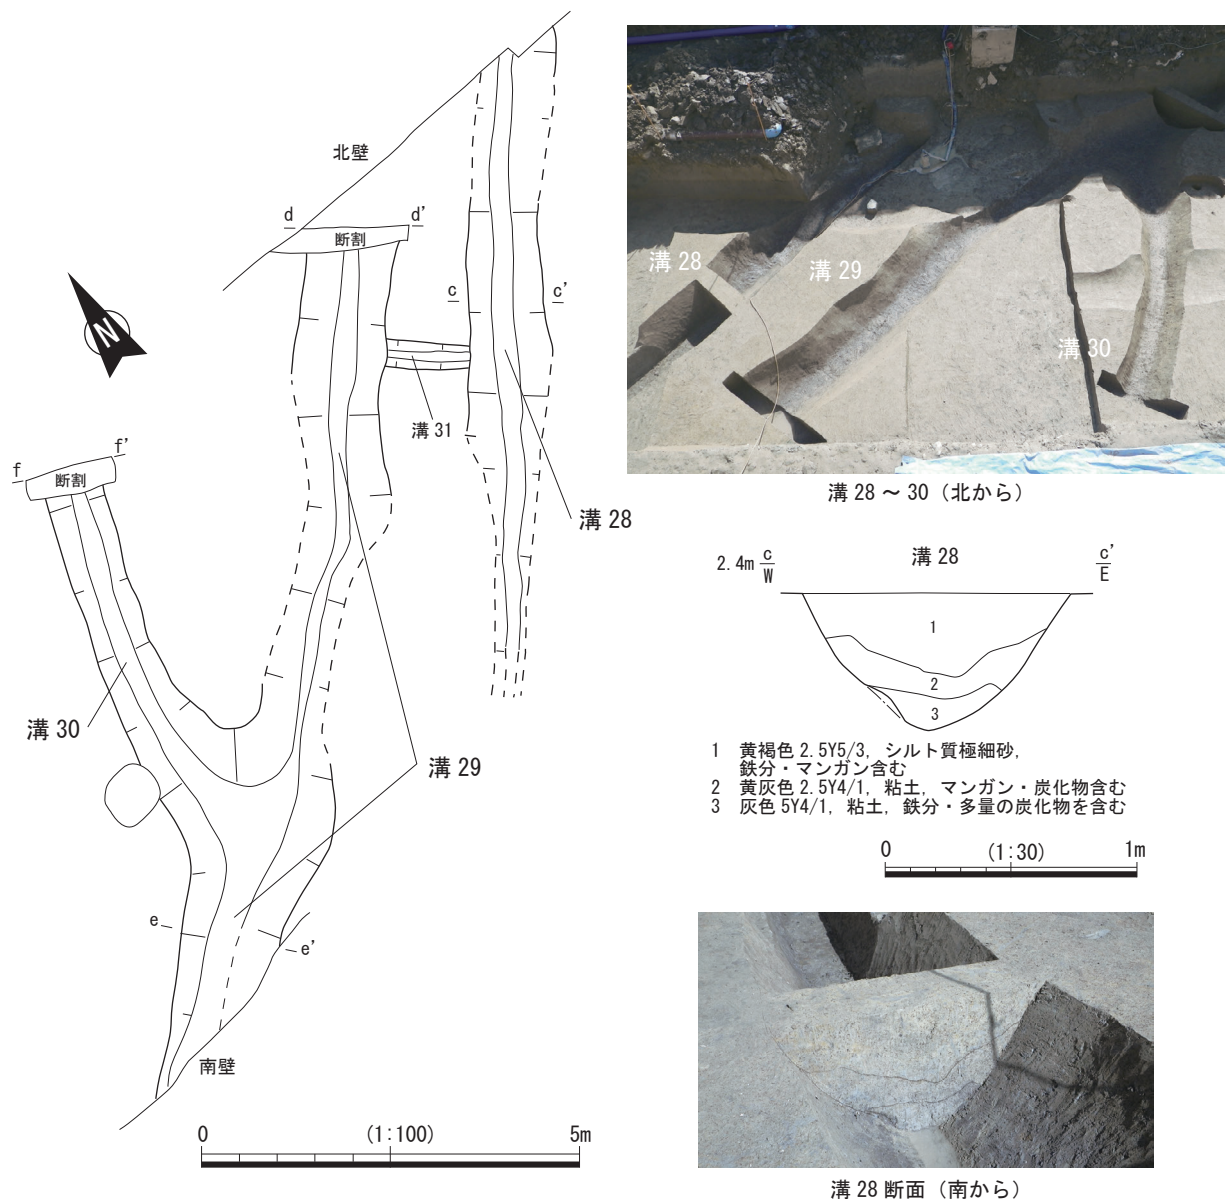 北壁
d
d'
断割
c
c'
N
溝 31
f
f'
断割
溝 28
溝 30
溝 29
e
e'
南壁
0 (1:100) 5m
溝 28
溝 29
溝 30
溝 28 ～ 30（北から）
溝 28
2.4m c W
c' E
1
2
3
1 黄褐色 2.5Y5/3, シルト質極細砂,
鉄分・マンガン含む
2 黄灰色 2.5Y4/1, 粘土, マンガン・炭化物含む
3 灰色 5Y4/1, 粘土, 鉄分・多量の炭化物を含む
0 (1:30) 1m
溝 28 断面（南から）